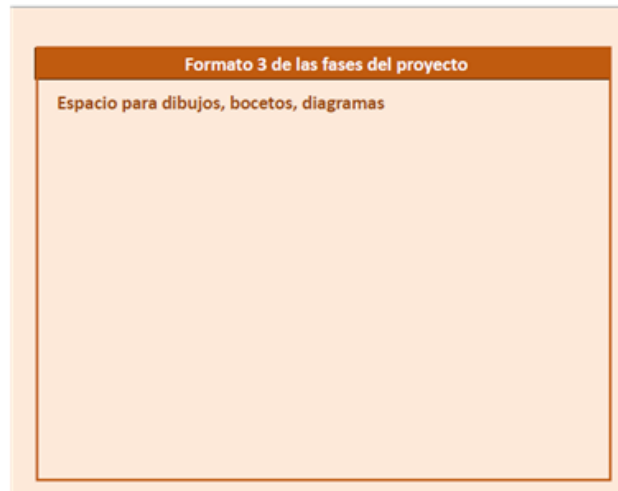 Formato 3 de las fases del proyecto
Espacio para dibujos, bocetos, diagramas